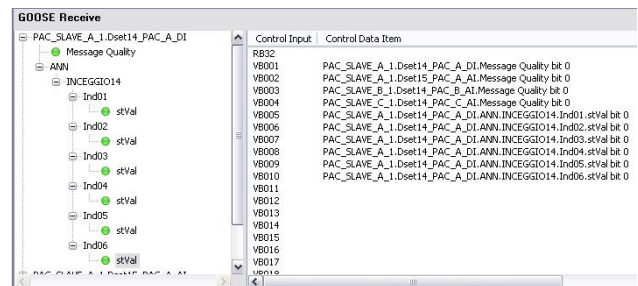 GOOSE Receive
PAC_SLAVE_A_1.Dset14_PAC_A_DI
Message Quality
ANN
INCEGGIO14
Ind01
stVal
Ind02
stVal
Ind03
stVal
Ind04
stVal
Ind05
stVal
Ind06
stVal
PAC_SLAVE_A_1.Dset15_PAC_A_AI
Control Input Control Data Item
RB32
VB001 PAC_SLAVE_A_1.Dset14_PAC_A_DI.Message Quality bit 0
VB002 PAC_SLAVE_A_1.Dset15_PAC_A_AI.Message Quality bit 0
VB003 PAC_SLAVE_B_1.Dset14_PAC_B_AI.Message Quality bit 0
VB004 PAC_SLAVE_C_1.Dset14_PAC_C_AI.Message Quality bit 0
VB005 PAC_SLAVE_A_1.Dset14_PAC_A_DI.ANN.INCEGGIO14.Ind01.stVal bit 0
VB006 PAC_SLAVE_A_1.Dset14_PAC_A_DI.ANN.INCEGGIO14.Ind02.stVal bit 0
VB007 PAC_SLAVE_A_1.Dset14_PAC_A_DI.ANN.INCEGGIO14.Ind03.stVal bit 0
VB008 PAC_SLAVE_A_1.Dset14_PAC_A_DI.ANN.INCEGGIO14.Ind04.stVal bit 0
VB009 PAC_SLAVE_A_1.Dset14_PAC_A_DI.ANN.INCEGGIO14.Ind05.stVal bit 0
VB010 PAC_SLAVE_A_1.Dset14_PAC_A_DI.ANN.INCEGGIO14.Ind06.stVal bit 0
VB011
VB012
VB013
VB014
VB015
VB016
VB017
VB018